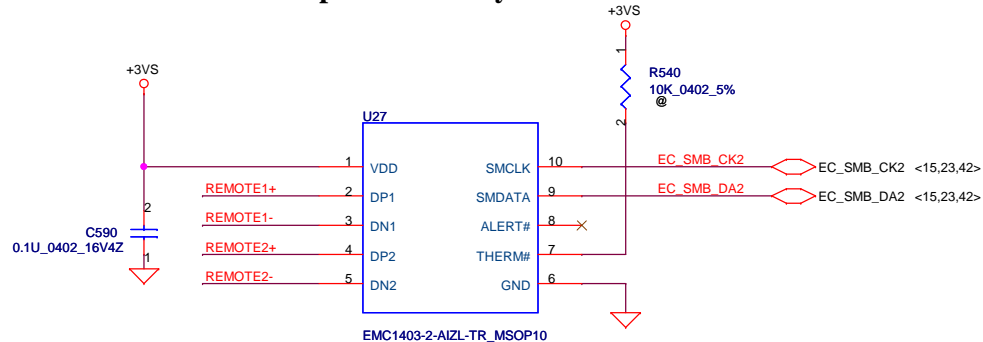 +3VS
+3VS
1
R540
10K_0402_5%
@
2
U27
1 VDD SMCLK 10 EC_SMB_CK2 EC_SMB_CK2 <15,23,42>
REMOTE1+ 2 DP1 SMDATA 9 EC_SMB_DA2 EC_SMB_DA2 <15,23,42>
REMOTE1- 3 DN1 ALERT# 8
REMOTE2+ 4 DP2 THERM# 7
REMOTE2- 5 DN2 GND 6
2
C590
0.1U_0402_16V4Z
1
EMC1403-2-AIZL-TR_MSOP10